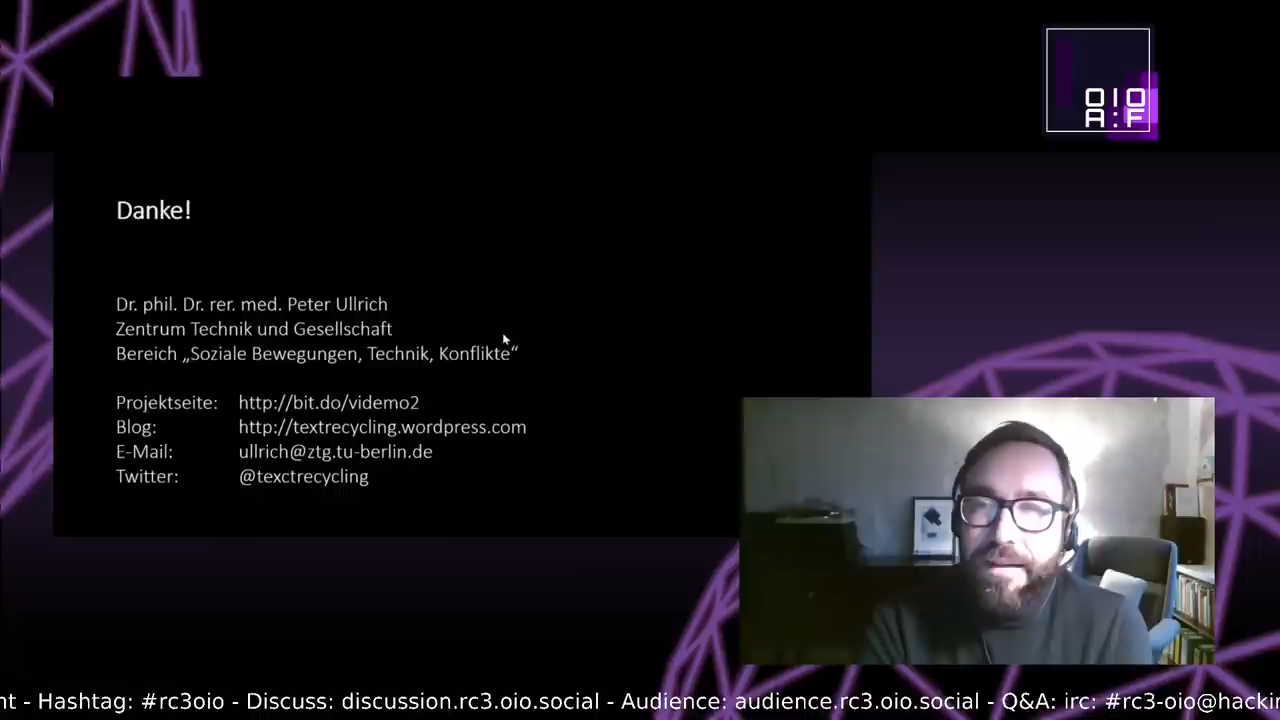 OIO
A:F
Danke!
Dr. phil. Dr. rer. med. Peter Ullrich
Zentrum Technik und Gesellschaft
Bereich „Soziale Bewegungen, Technik, Konflikte“
Projektseite: http://bit.do/videmo2
Blog: http://textrecycling.wordpress.com
E-Mail: ullrich@ztg.tu-berlin.de
Twitter: @texctrecycling
nt - Hashtag: #rc3oio - Discuss: discussion.rc3.oio.social - Audience: audience.rc3.oio.social - Q&A: irc: #rc3-oio@hackin